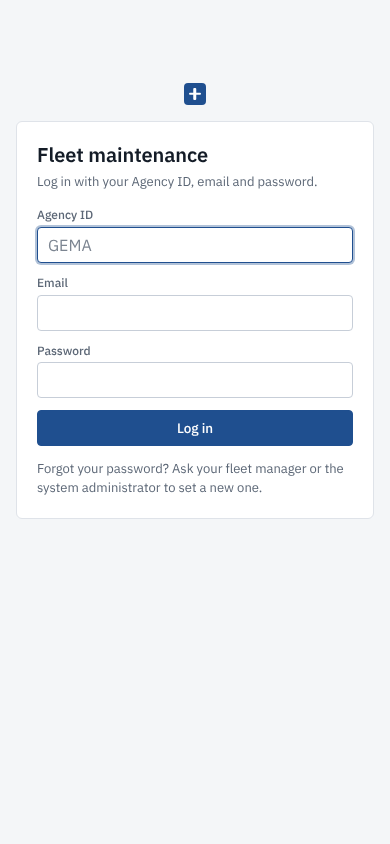 Fleet maintenance
Log in with your Agency ID, email and password.
Agency ID
GEMA
Email
Password
Log in
Forgot your password? Ask your fleet manager or the
system administrator to set a new one.